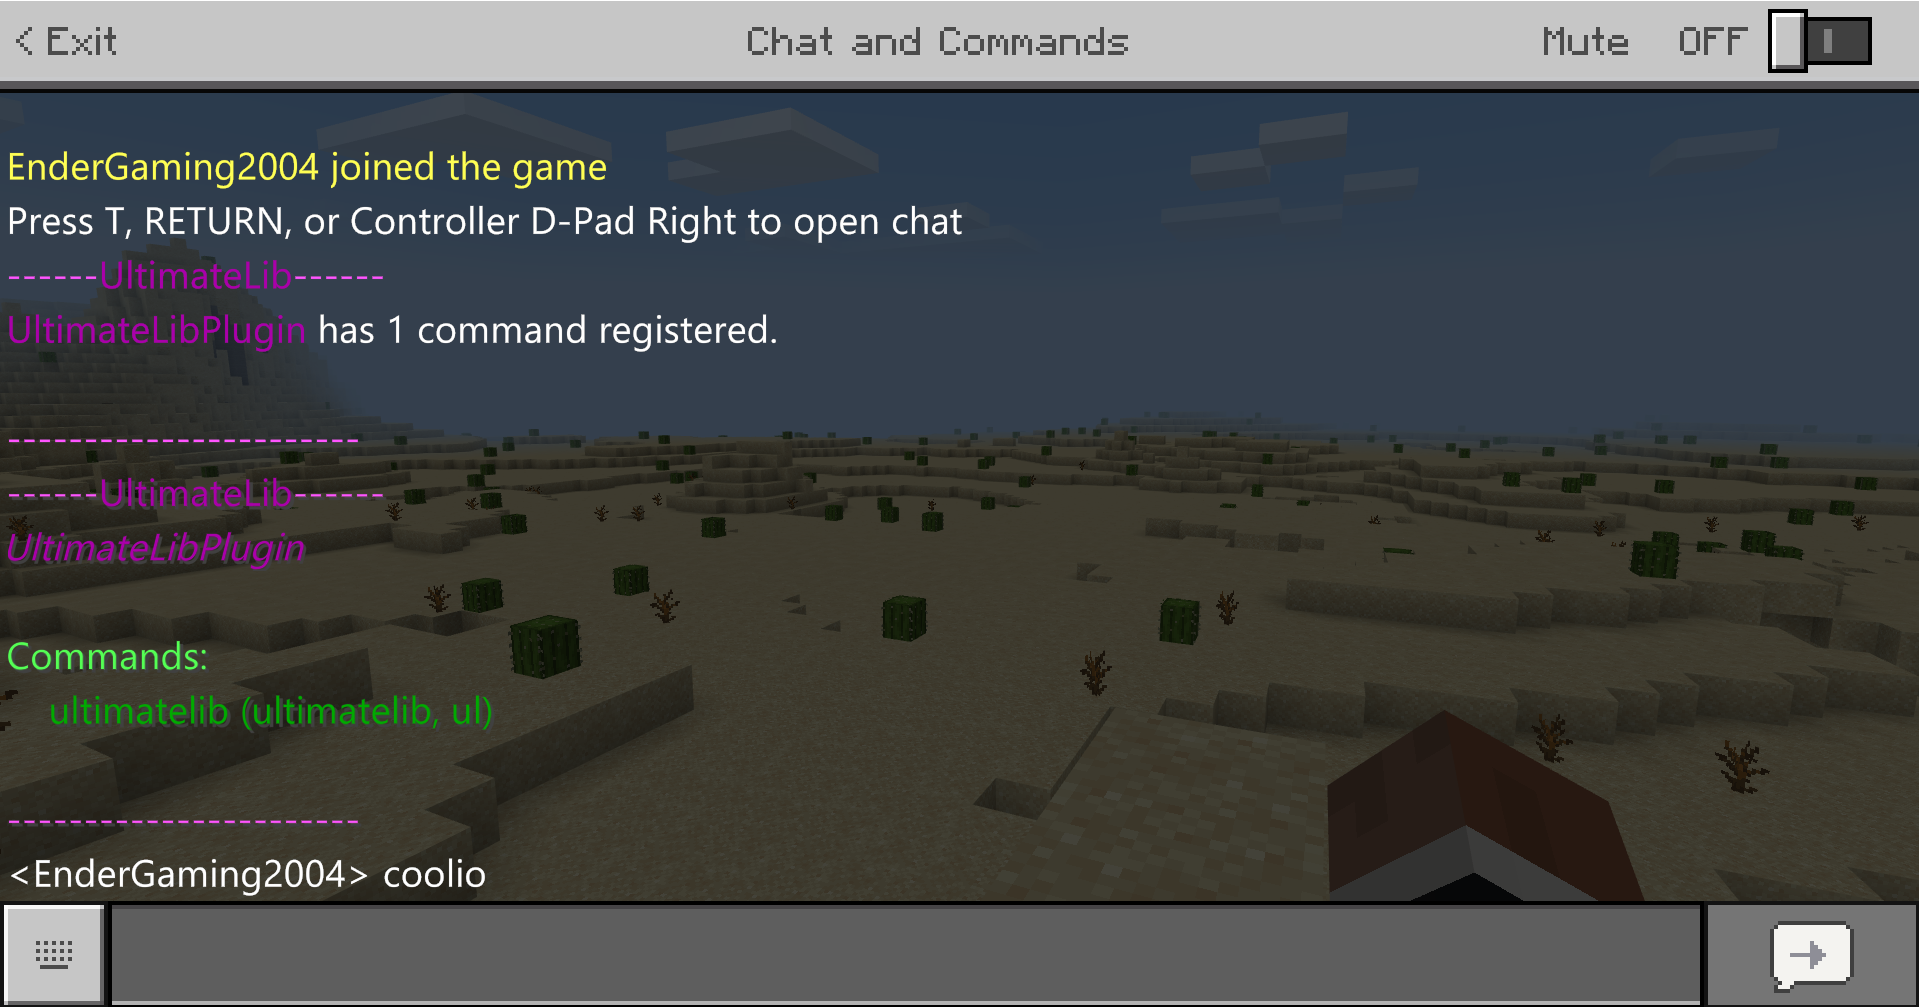 < Exit
Chat and Commands
Mute OFF
EnderGaming2004 joined the game
Press T, RETURN, or Controller D-Pad Right to open chat
------UltimateLib------
UltimateLibPlugin has 1 command registered.
-----------------------
------UltimateLib------
UltimateLibPlugin
Commands:
ultimatelib (ultimatelib, ul)
-----------------------
<EnderGaming2004> coolio